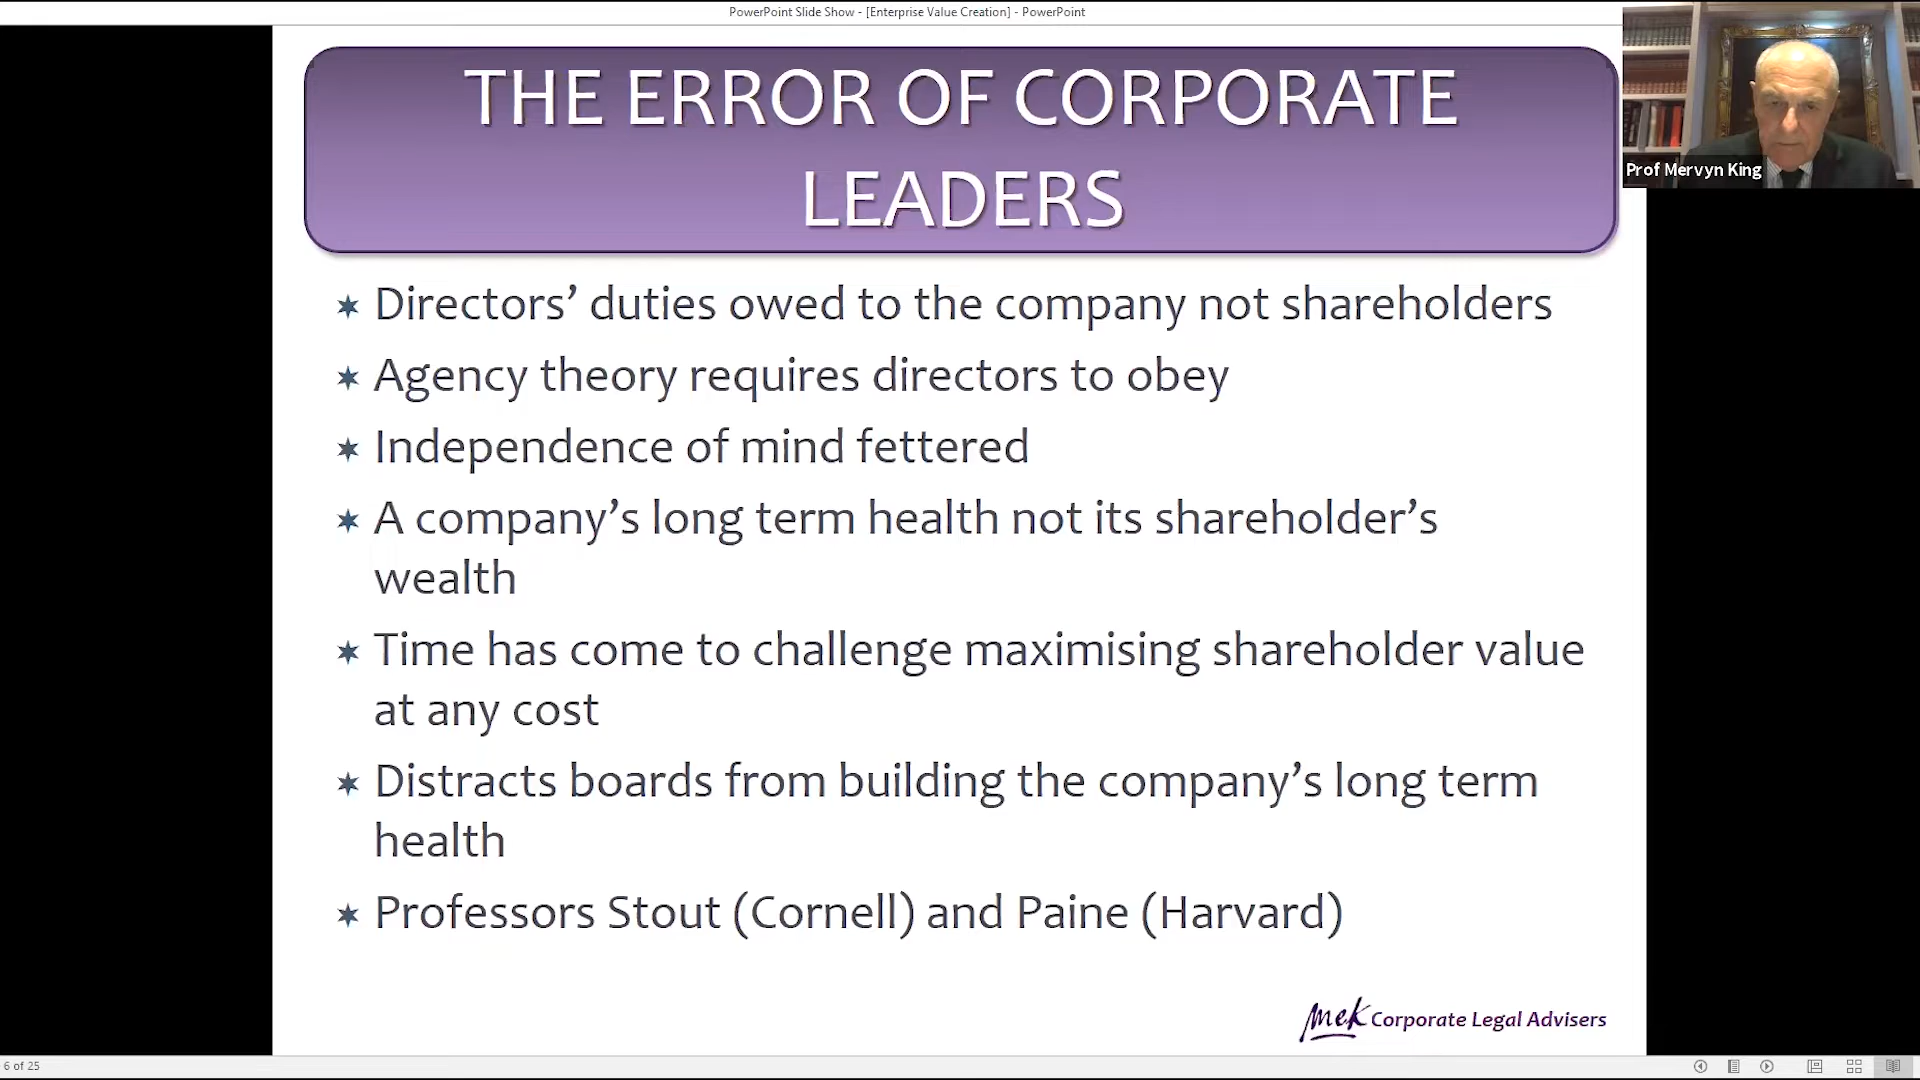 PowerPoint Slide Show - [Enterprise Value Creation] - PowerPoint
THE ERROR OF CORPORATE
LEADERS
Prof Mervyn King
Directors’ duties owed to the company not shareholders
Agency theory requires directors to obey
Independence of mind fettered
A company’s long term health not its shareholder’s
wealth
Time has come to challenge maximising shareholder value
at any cost
Distracts boards from building the company’s long term
health
Professors Stout (Cornell) and Paine (Harvard)
mek Corporate Legal Advisers
6 of 25